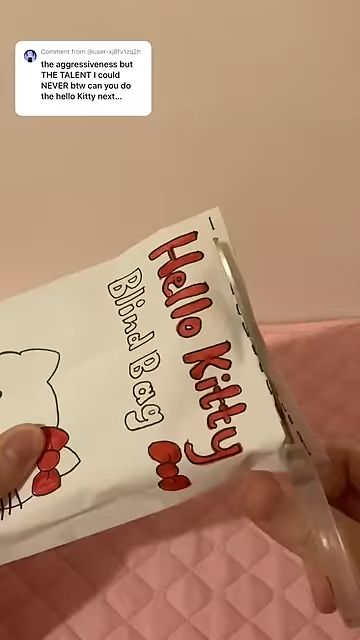 Comment from @user-xj8fv1zq2h
the aggressiveness but
THE TALENT I could
NEVER btw can you do
the hello Kitty next...
Hello Kitty
Blind Bag